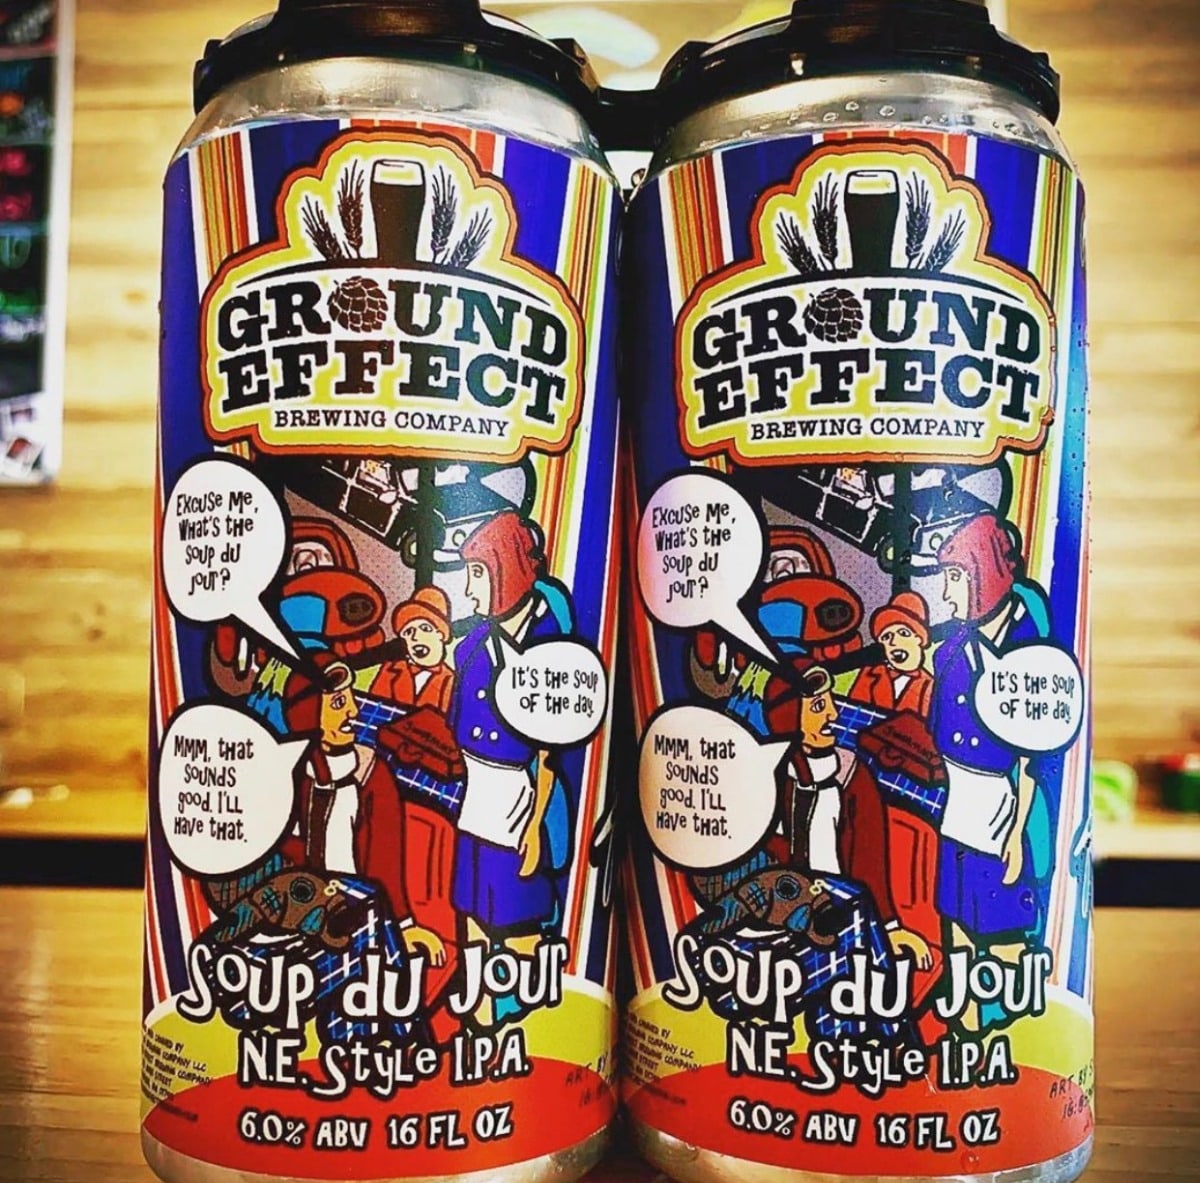 GROUND
EFFECT
BREWING COMPANY
EXCUSE ME,
WHAT'S THE
SOUP du
jour?
IT'S THE SOUP
OF THE day.
MMM, tHAT
SOUNDS
good. I'LL
HAVE THAT.
SOUP dU JOUr
N.E. StyLe I.P.A.
6.0% ABV 16 FL OZ
GROUND
EFFECT
BREWING COMPANY
EXCUSE ME,
WHAT'S THE
SOUP du
jour?
IT'S THE SOUP
OF THE day.
MMM, tHAT
SOUNDS
good. I'LL
HAVE THAT.
SOUP dU JOUr
N.E. StyLe I.P.A.
ART BY
6.0% ABV 16 FL OZ